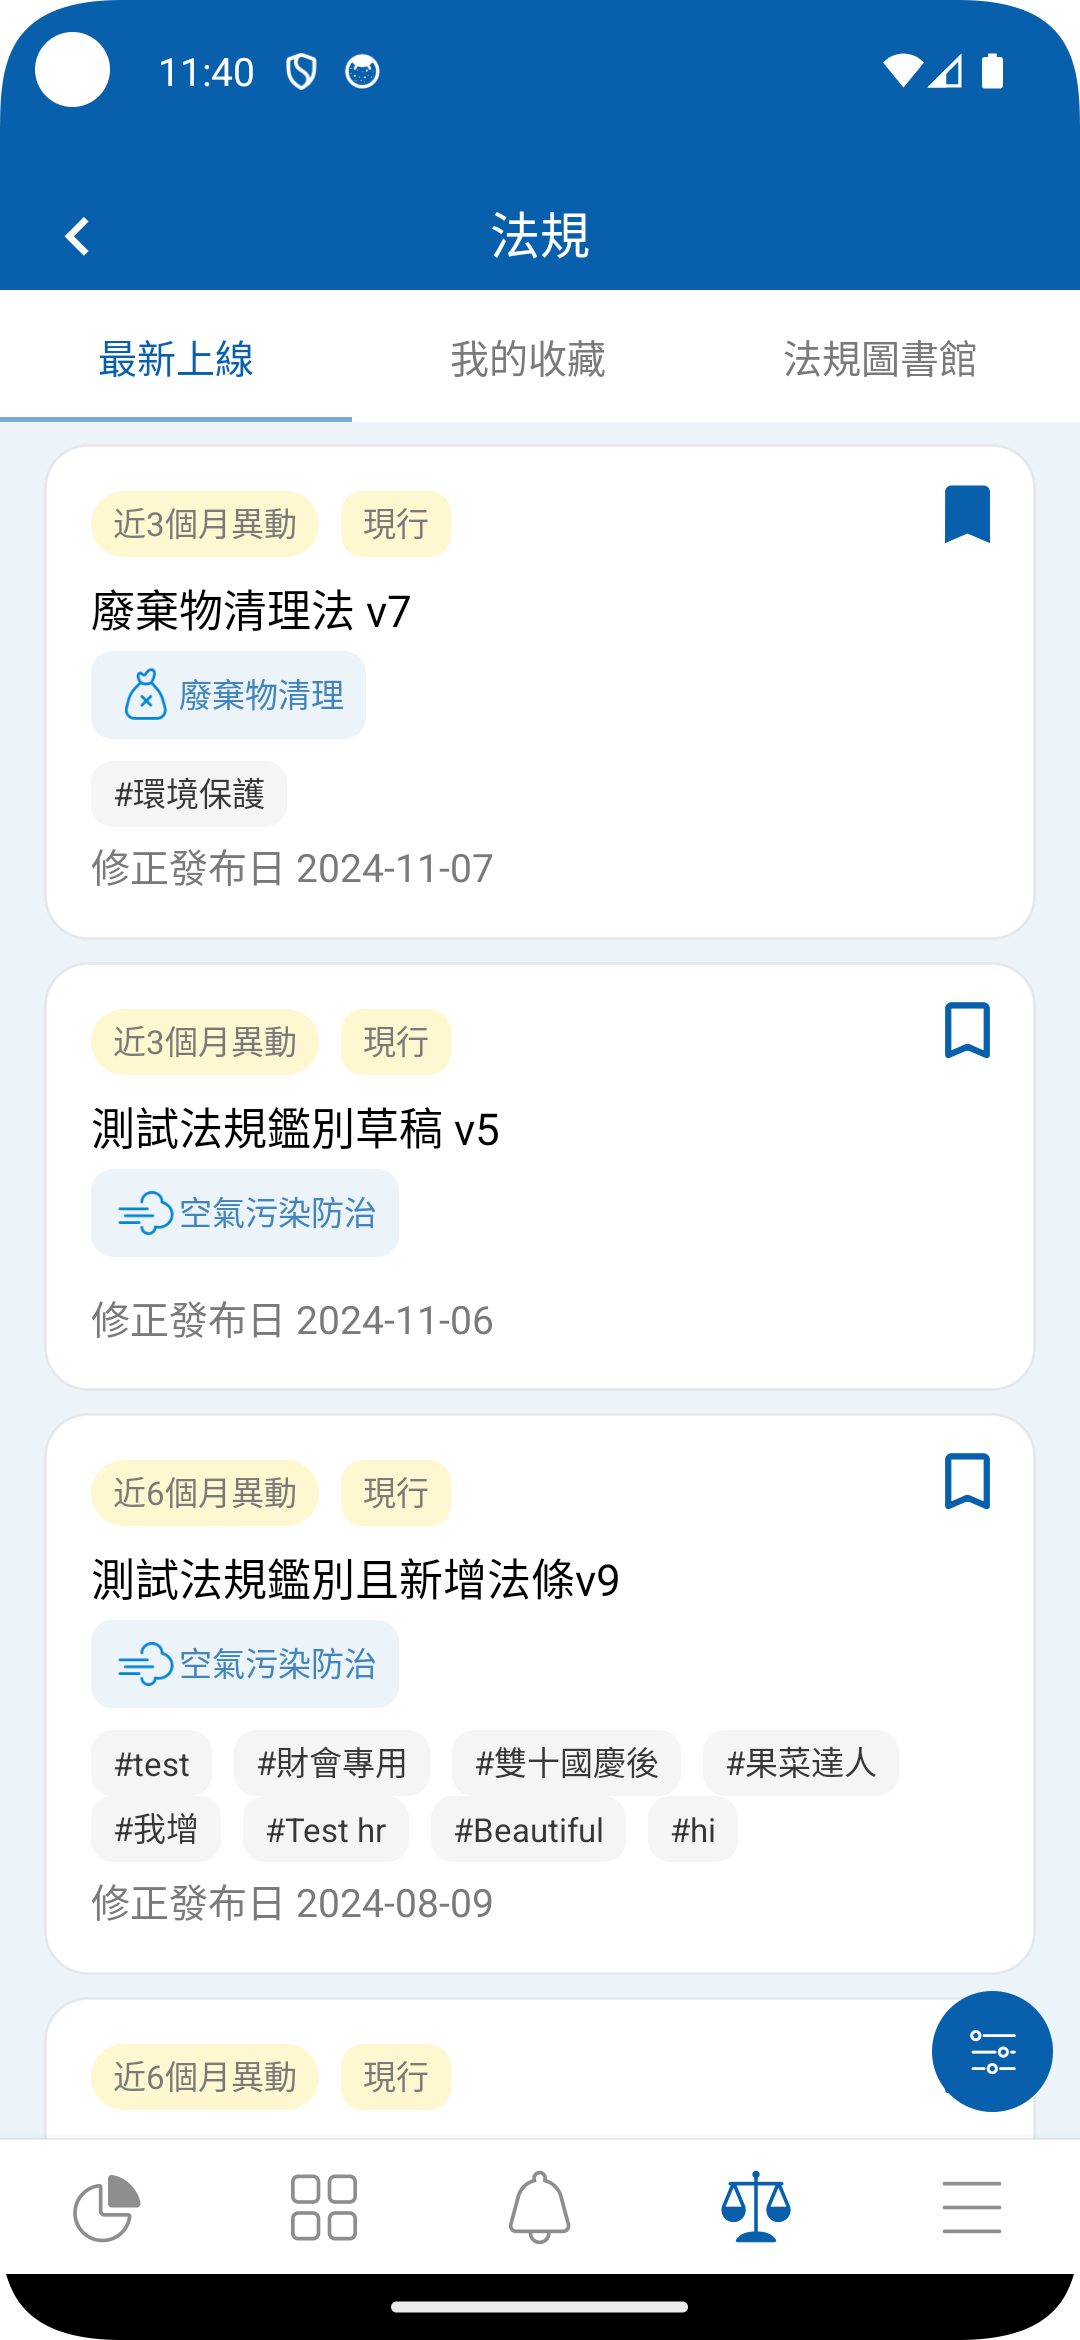 11:40
法規
最新上線 我的收藏 法規圖書館
近3個月異動 現行
廢棄物清理法 v7
廢棄物清理
#環境保護
修正發布日 2024-11-07
近3個月異動 現行
測試法規鑑別草稿 v5
空氣污染防治
修正發布日 2024-11-06
近6個月異動 現行
測試法規鑑別且新增法條v9
空氣污染防治
#test #財會專用 #雙十國慶後 #果菜達人
#我增 #Test hr #Beautiful #hi
修正發布日 2024-08-09
近6個月異動 現行